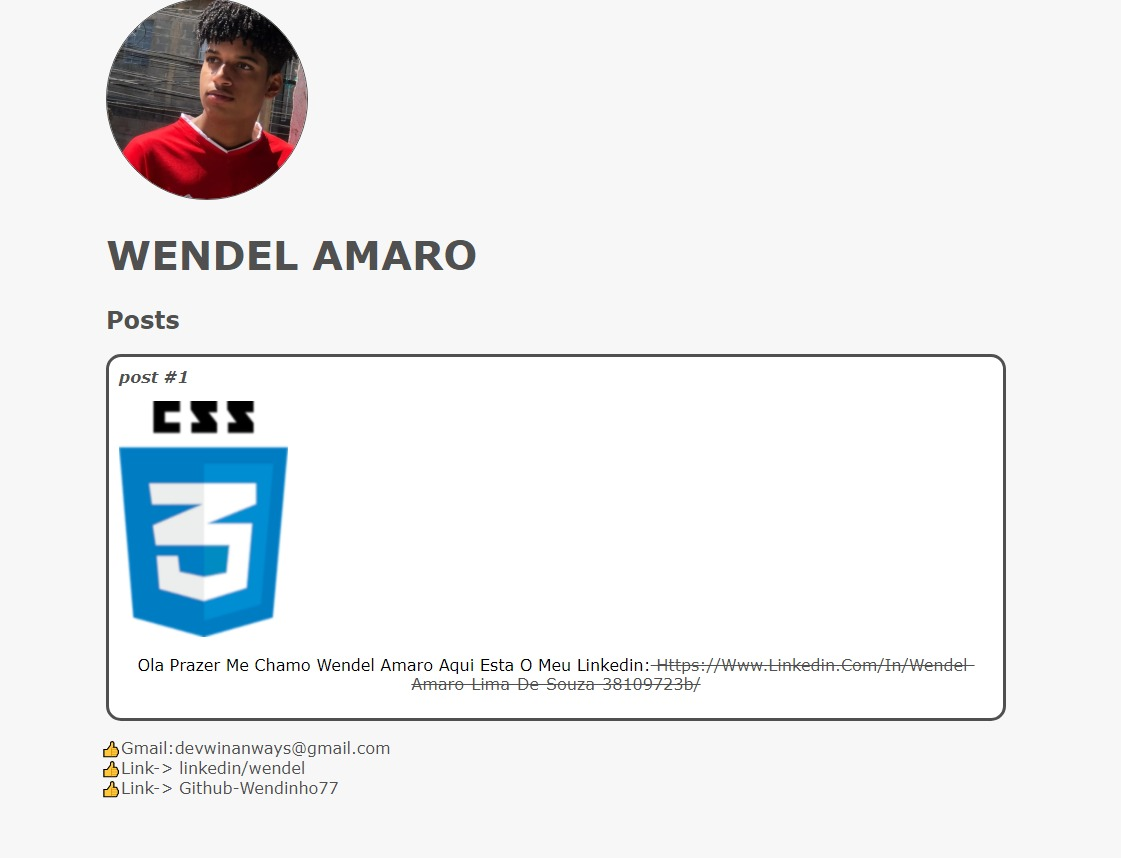 WENDEL AMARO
Posts
post #1
CSS
3
Ola Prazer Me Chamo Wendel Amaro Aqui Esta O Meu Linkedin: Https://Www.Linkedin.Com/In/Wendel-
Amaro-Lima-De-Souza-38109723b/
👍Gmail:devwinanways@gmail.com
👍Link-> linkedin/wendel
👍Link-> Github-Wendinho77